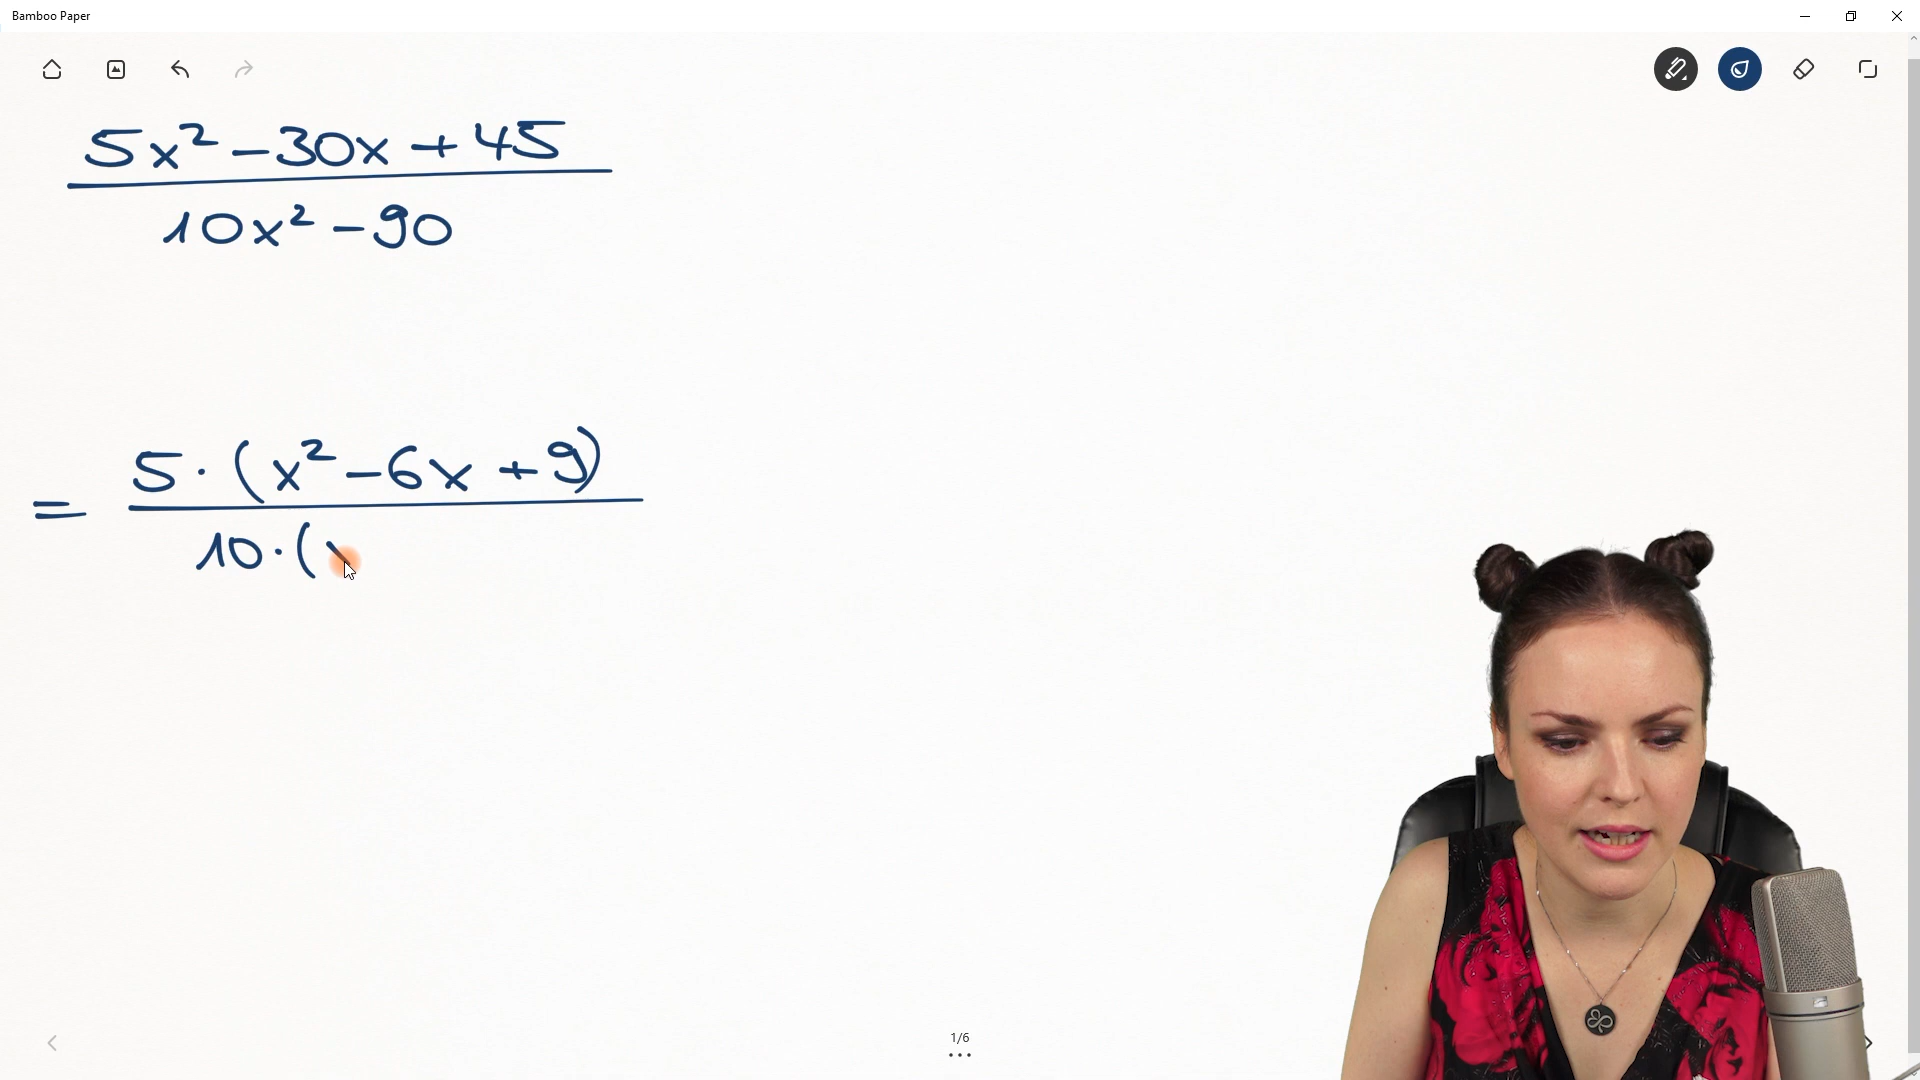 Bamboo Paper
5x² - 30x + 45
10x² - 90
= 5 · (x² - 6x + 9)
10 · (
1/6